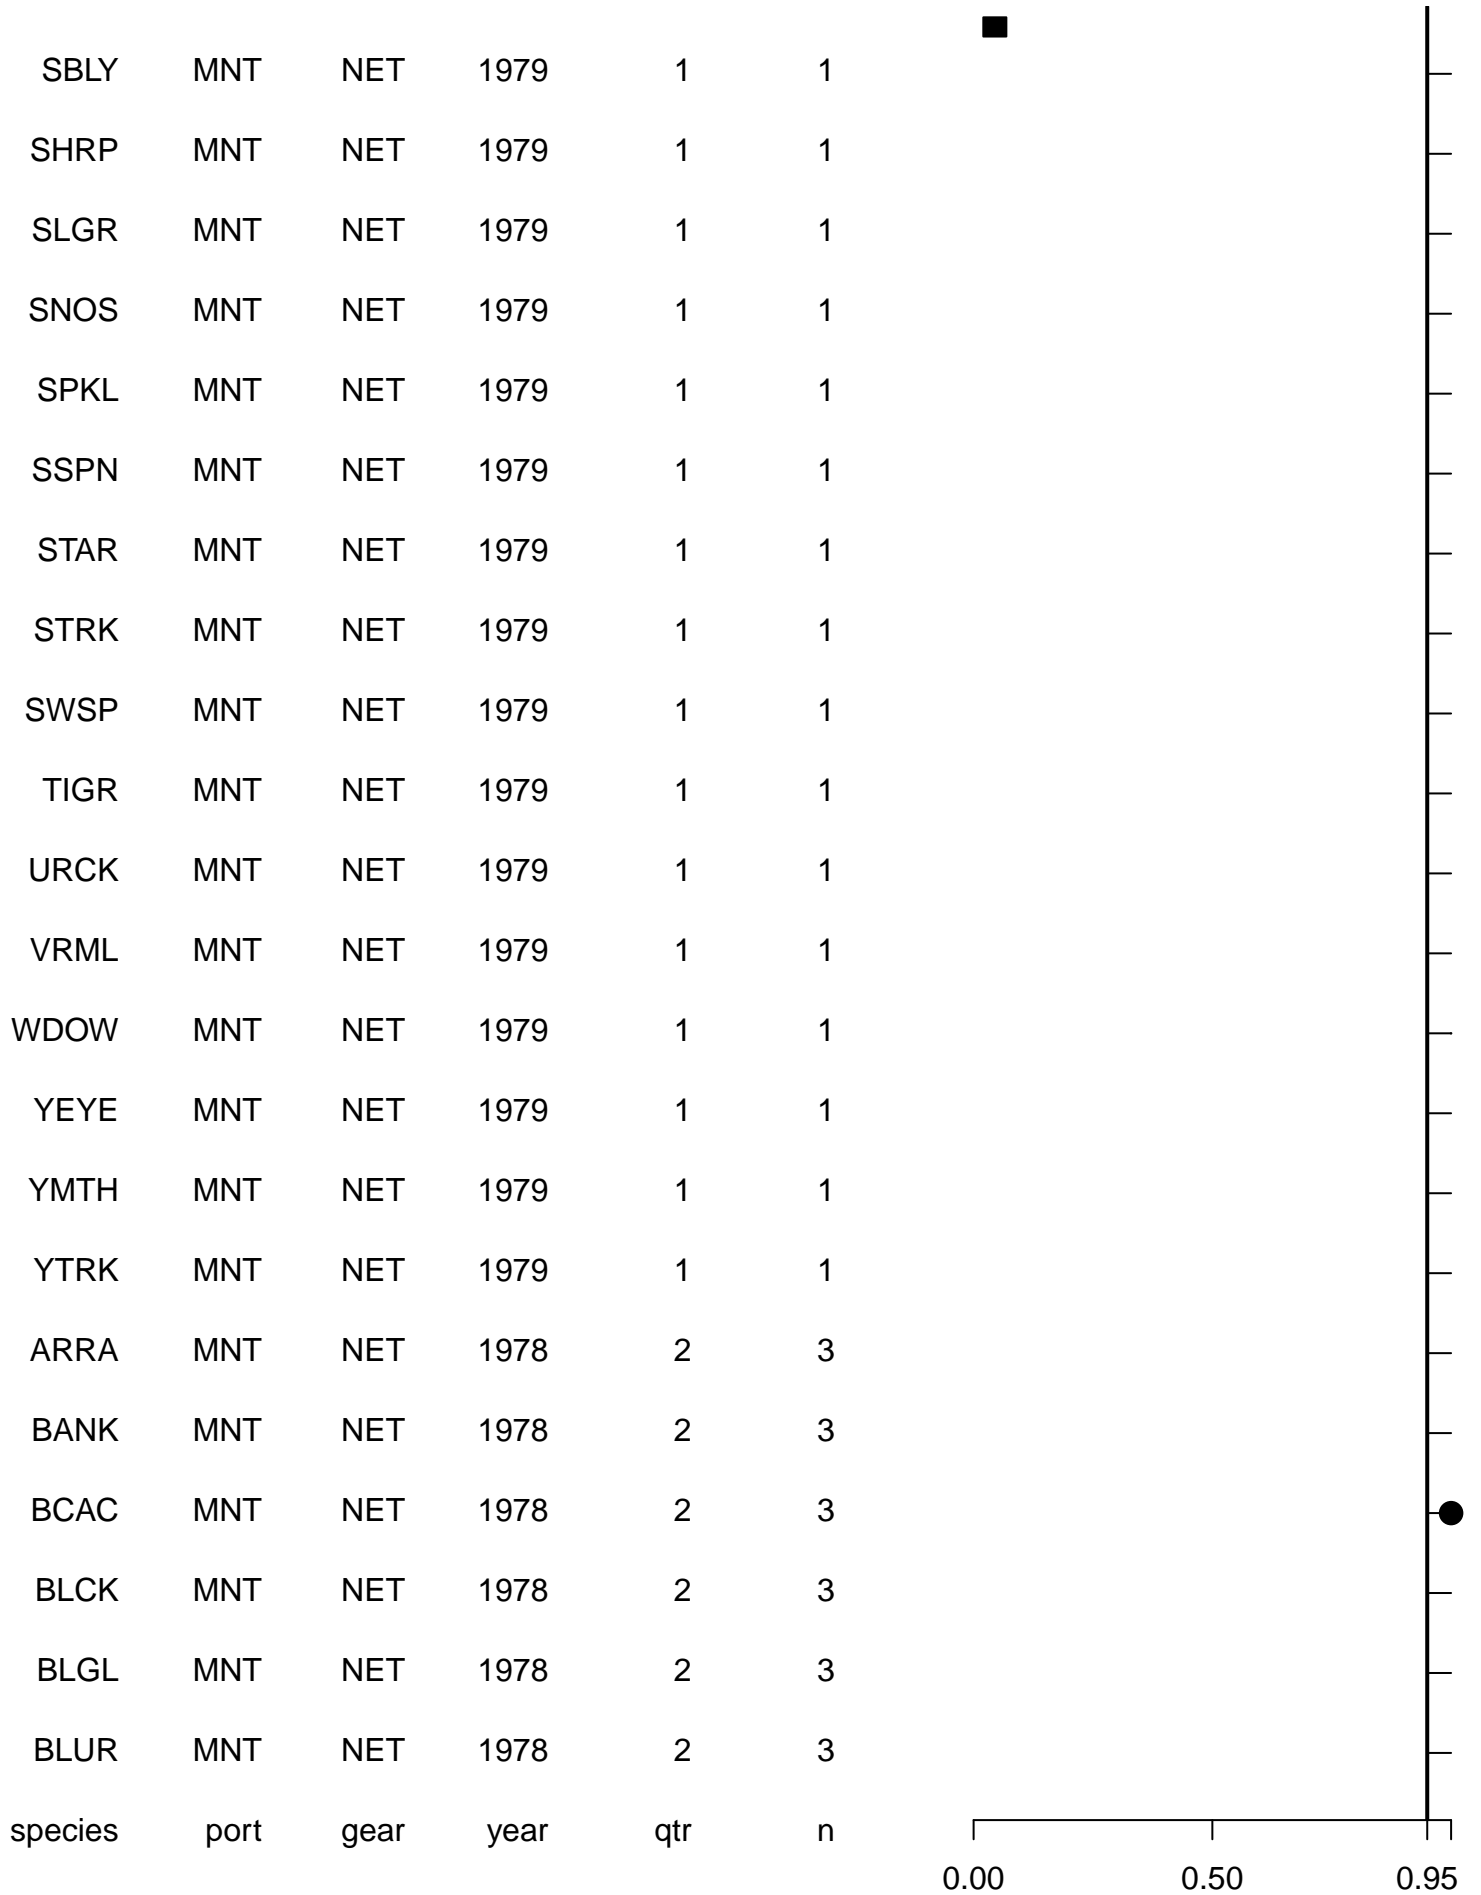 SBLY MNT NET 1979 1 1
SHRP MNT NET 1979 1 1
SLGR MNT NET 1979 1 1
SNOS MNT NET 1979 1 1
SPKL MNT NET 1979 1 1
SSPN MNT NET 1979 1 1
STAR MNT NET 1979 1 1
STRK MNT NET 1979 1 1
SWSP MNT NET 1979 1 1
TIGR MNT NET 1979 1 1
URCK MNT NET 1979 1 1
VRML MNT NET 1979 1 1
WDOW MNT NET 1979 1 1
YEYE MNT NET 1979 1 1
YMTH MNT NET 1979 1 1
YTRK MNT NET 1979 1 1
ARRA MNT NET 1978 2 3
BANK MNT NET 1978 2 3
BCAC MNT NET 1978 2 3
BLCK MNT NET 1978 2 3
BLGL MNT NET 1978 2 3
BLUR MNT NET 1978 2 3
species port gear year qtr n
0.00 0.50 0.95